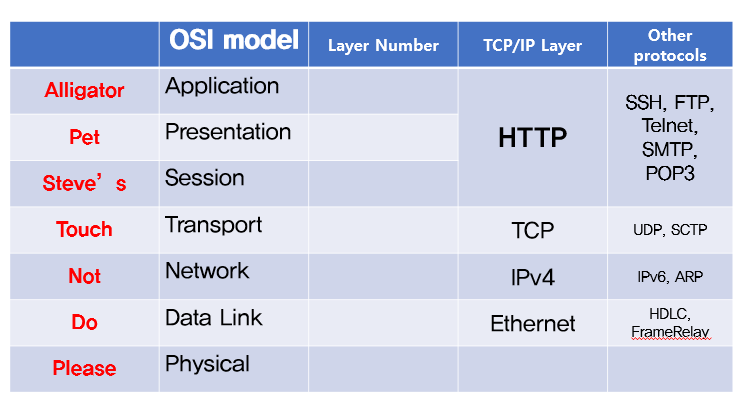 OSI model Layer Number TCP/IP Layer Other
protocols
Alligator Application
Pet Presentation
Steve’s Session
HTTP
SSH, FTP,
Telnet,
SMTP,
POP3
Touch Transport TCP UDP, SCTP
Not Network IPv4 IPv6, ARP
Do Data Link Ethernet HDLC,
FrameRelay
Please Physical